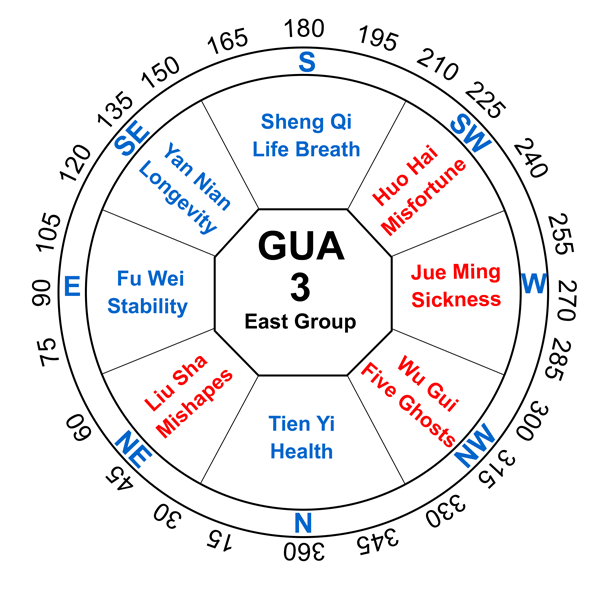 180
195
210
225
240
255
270
285
300
315
330
345
360
15
30
45
60
75
90
105
120
135
150
165
S
SW
W
NW
N
NE
E
SE
Sheng Qi
Life Breath
Huo Hai
Misfortune
Jue Ming
Sickness
Wu Gui
Five Ghosts
Tien Yi
Health
Liu Sha
Mishapes
Fu Wei
Stability
Yan Nian
Longevity
GUA
3
East Group